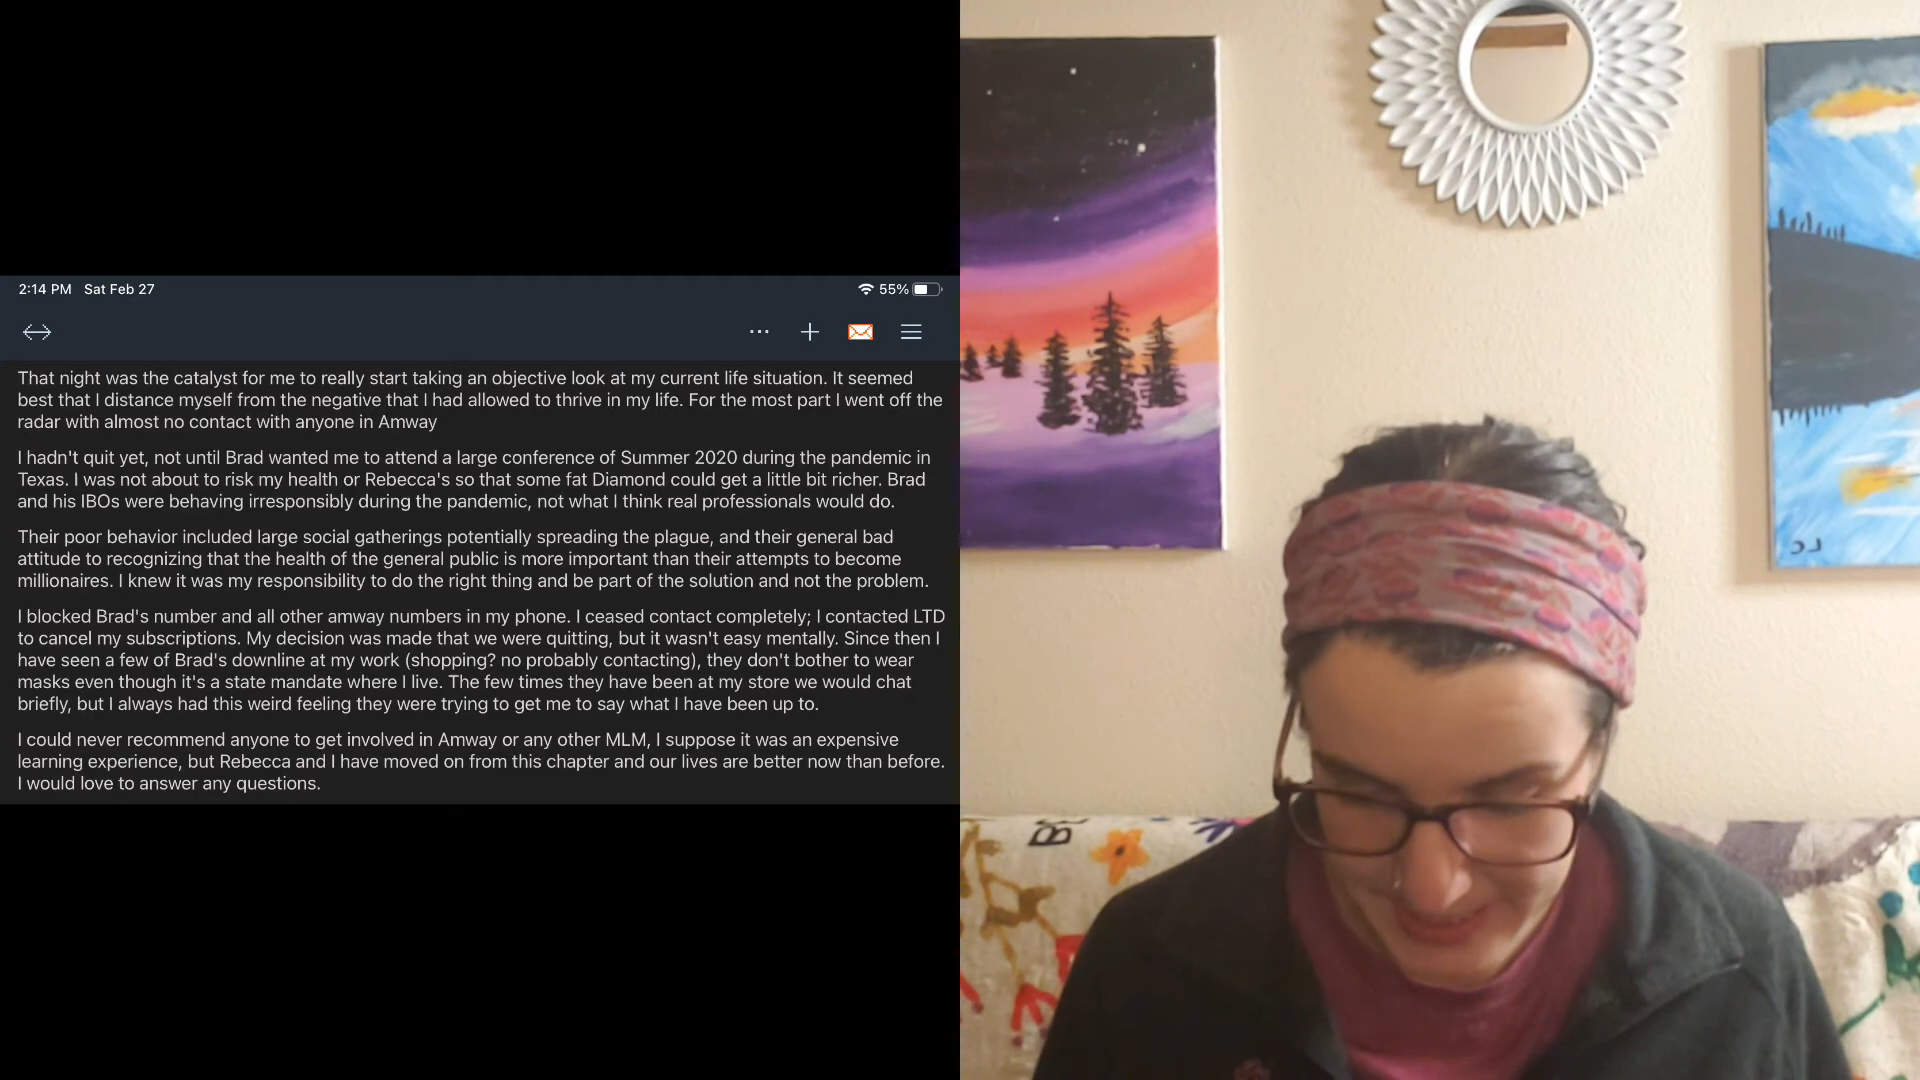 2:14 PM Sat Feb 27
55%
That night was the catalyst for me to really start taking an objective look at my current life situation. It seemed
best that I distance myself from the negative that I had allowed to thrive in my life. For the most part I went off the
radar with almost no contact with anyone in Amway
I hadn't quit yet, not until Brad wanted me to attend a large conference of Summer 2020 during the pandemic in
Texas. I was not about to risk my health or Rebecca's so that some fat Diamond could get a little bit richer. Brad
and his IBOs were behaving irresponsibly during the pandemic, not what I think real professionals would do.
Their poor behavior included large social gatherings potentially spreading the plague, and their general bad
attitude to recognizing that the health of the general public is more important than their attempts to become
millionaires. I knew it was my responsibility to do the right thing and be part of the solution and not the problem.
I blocked Brad's number and all other amway numbers in my phone. I ceased contact completely; I contacted LTD
to cancel my subscriptions. My decision was made that we were quitting, but it wasn't easy mentally. Since then I
have seen a few of Brad's downline at my work (shopping? no probably contacting), they don't bother to wear
masks even though it's a state mandate where I live. The few times they have been at my store we would chat
briefly, but I always had this weird feeling they were trying to get me to say what I have been up to.
I could never recommend anyone to get involved in Amway or any other MLM, I suppose it was an expensive
learning experience, but Rebecca and I have moved on from this chapter and our lives are better now than before.
I would love to answer any questions.